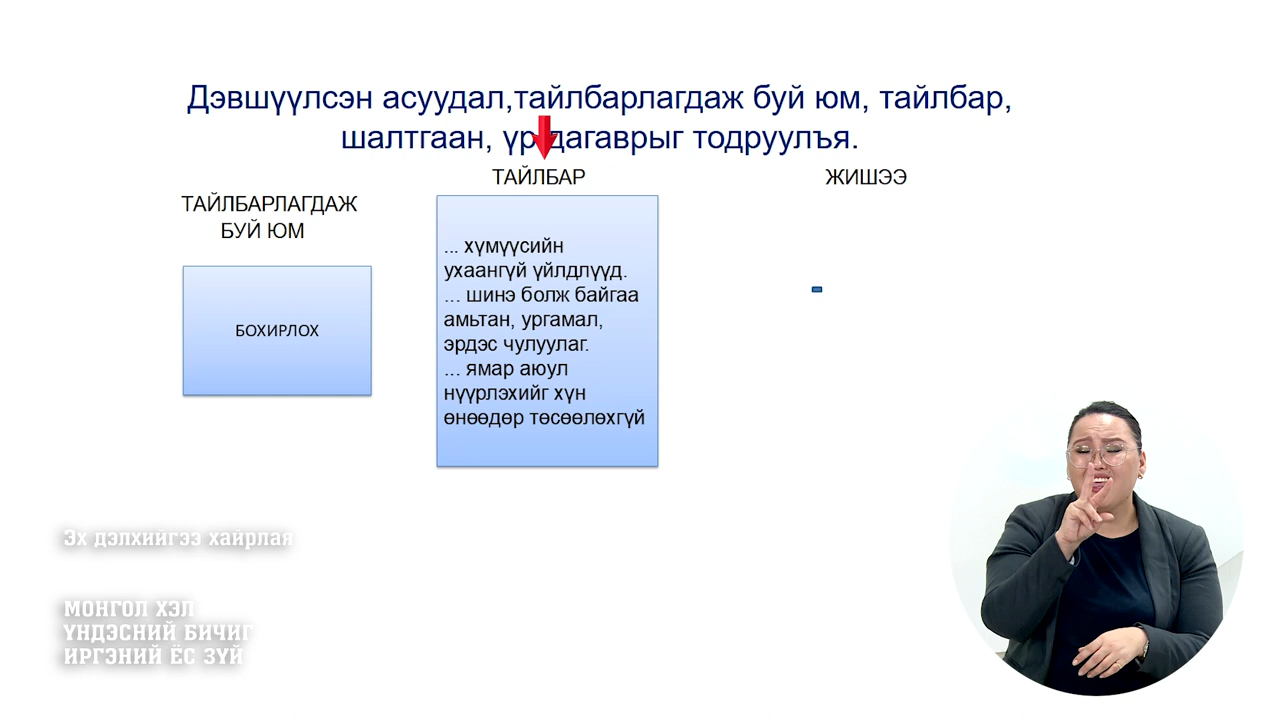 Дэвшүүлсэн асуудал,тайлбарлагдаж буй юм, тайлбар,
шалтгаан, үр дагаврыг тодруулъя.
ТАЙЛБАРЛАГДАЖ
БУЙ ЮМ
БОХИРЛОХ
ТАЙЛБАР
... хүмүүсийн
ухаангүй үйлдлүүд.
... шинэ болж байгаа
амьтан, ургамал,
эрдэс чулуулаг.
... ямар аюул
нүүрлэхийг хүн
өнөөдөр төсөөлөхгүй
ЖИШЭЭ
Эх дэлхийгээ хайрлая
МОНГОЛ ХЭЛ
ҮНДЭСНИЙ БИЧИГ
ИРГЭНИЙ ЁС ЗҮЙ